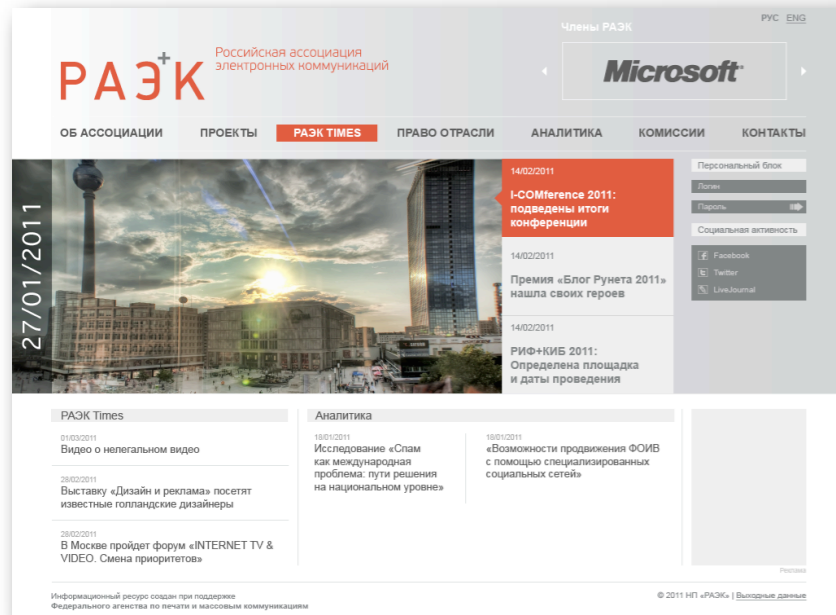 РУС ENG
Члены РАЭК
РАЭК
Российская ассоциация
электронных коммуникаций
Microsoft
ОБ АССОЦИАЦИИ ПРОЕКТЫ РАЭК TIMES ПРАВО ОТРАСЛИ АНАЛИТИКА КОМИССИИ КОНТАКТЫ
27/01/2011
14/02/2011
I-COMference 2011:
подведены итоги
конференции
14/02/2011
Премия «Блог Рунета 2011»
нашла своих героев
14/02/2011
РИФ+КИБ 2011:
Определена площадка
и даты проведения
Персональный блок
Логин
Пароль
Социальная активность
Facebook
Twitter
LiveJournal
РАЭК Times
01/03/2011
Видео о нелегальном видео
28/02/2011
Выставку «Дизайн и реклама» посетят
известные голландские дизайнеры
28/02/2011
В Москве пройдет форум «INTERNET TV &
VIDEO. Смена приоритетов»
Аналитика
18/01/2011
Исследование «Спам
как международная
проблема: пути решения
на национальном уровне»
18/01/2011
«Возможности продвижения ФОИВ
с помощью специализированных
социальных сетей»
Реклама
Информационный ресурс создан при поддержке
Федерального агенства по печати и массовым коммуникациям
© 2011 НП «РАЭК» | Выходные данные